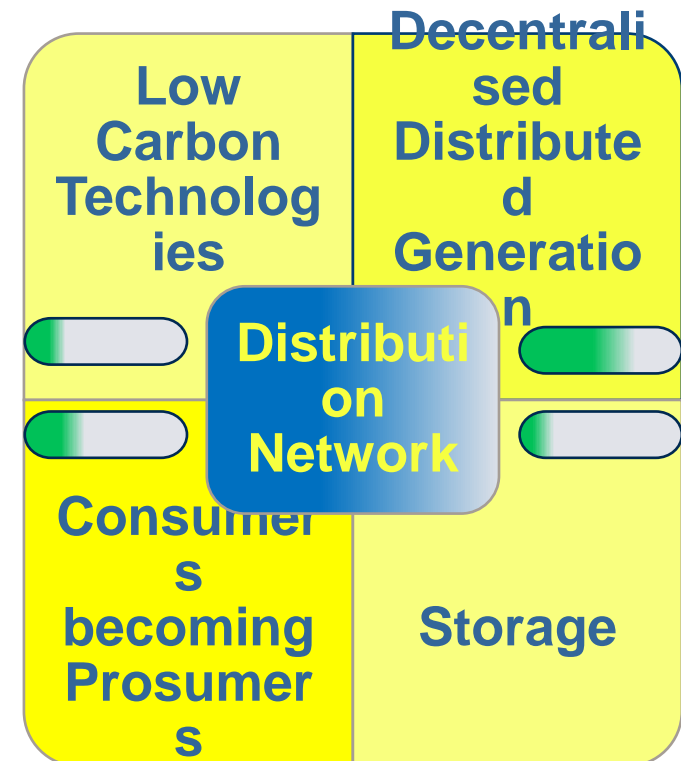 Low
Carbon
Technolog
ies
Decentrali
sed
Distribute
d
Generatio
n
Distributi
on
Network
Consumer
s
becoming
Prosumer
s
Storage